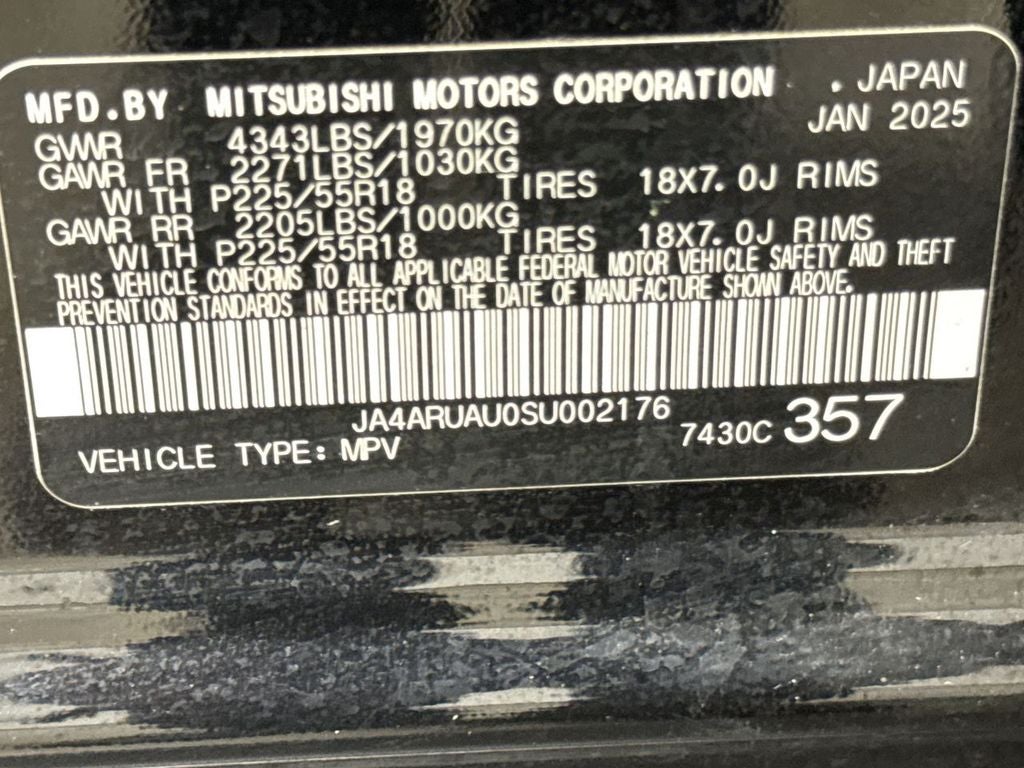 MFD.BY MITSUBISHI MOTORS CORPORATION . JAPAN
JAN 2025
GVWR 4343LBS/1970KG
GAWR FR 2271LBS/1030KG
WITH P225/55R18 TIRES 18X7.0J RIMS
GAWR RR 2205LBS/1000KG
WITH P225/55R18 TIRES 18X7.0J RIMS
THIS VEHICLE CONFORMS TO ALL APPLICABLE FEDERAL MOTOR VEHICLE SAFETY AND THEFT
PREVENTION STANDARDS IN EFFECT ON THE DATE OF MANUFACTURE SHOWN ABOVE.
JA4ARUAU0SU002176
VEHICLE TYPE: MPV 7430C 357